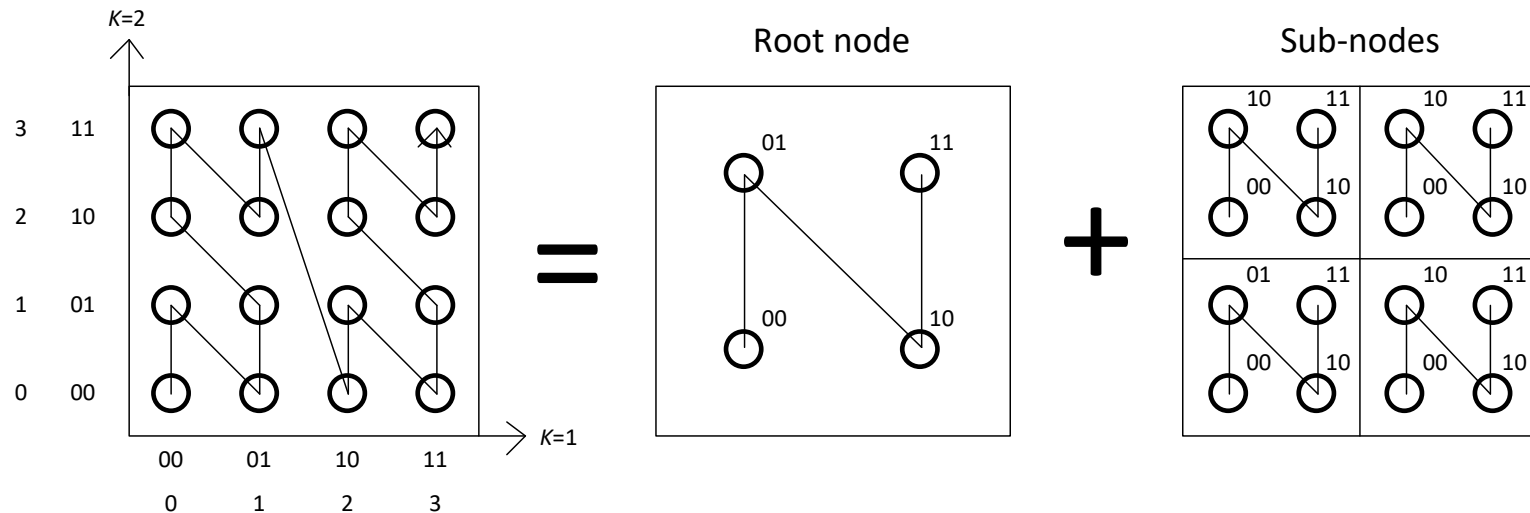 K=2
Root node
Sub-nodes
3 11
2 10
1 01
0 00
00 01 10 11
0 1 2 3
K=1
=
01 11
00 10
+
10 11 10 11
00 10 00 10
01 11 10 11
00 10 00 10